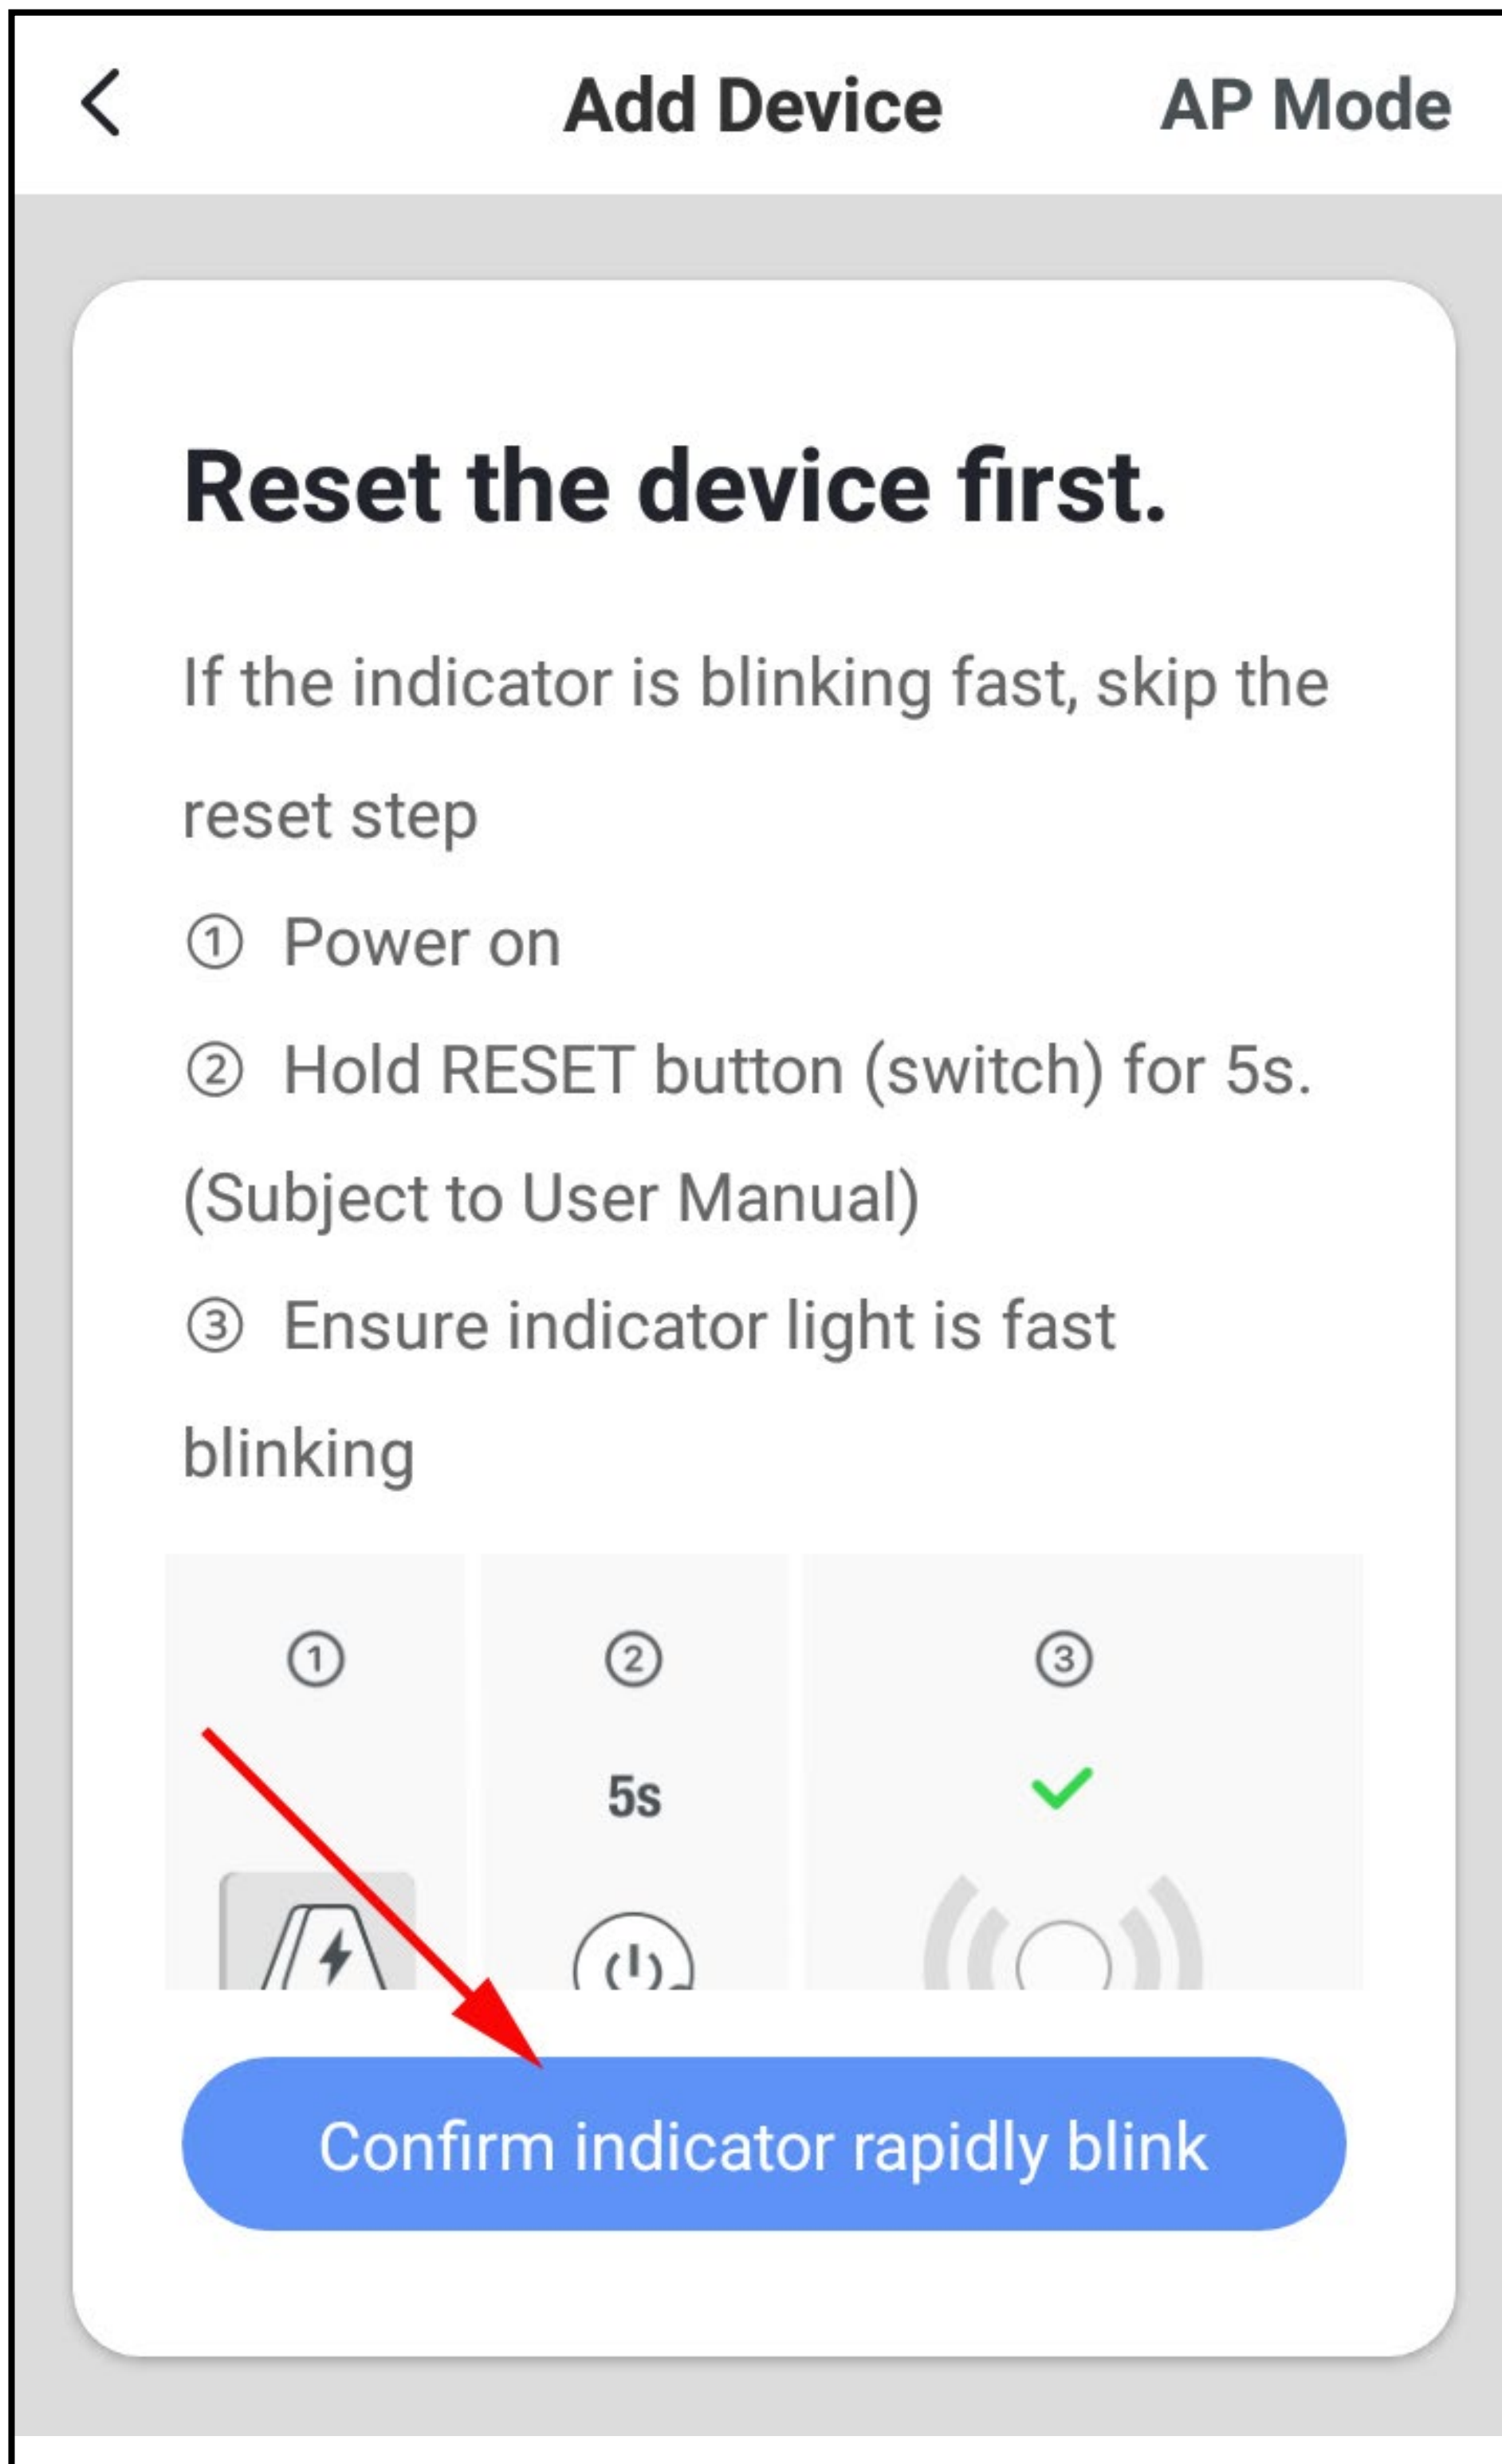 Add Device AP Mode
Reset the device first.
If the indicator is blinking fast, skip the
reset step
① Power on
② Hold RESET button (switch) for 5s.
(Subject to User Manual)
③ Ensure indicator light is fast
blinking
① ② ③
5s
Confirm indicator rapidly blink